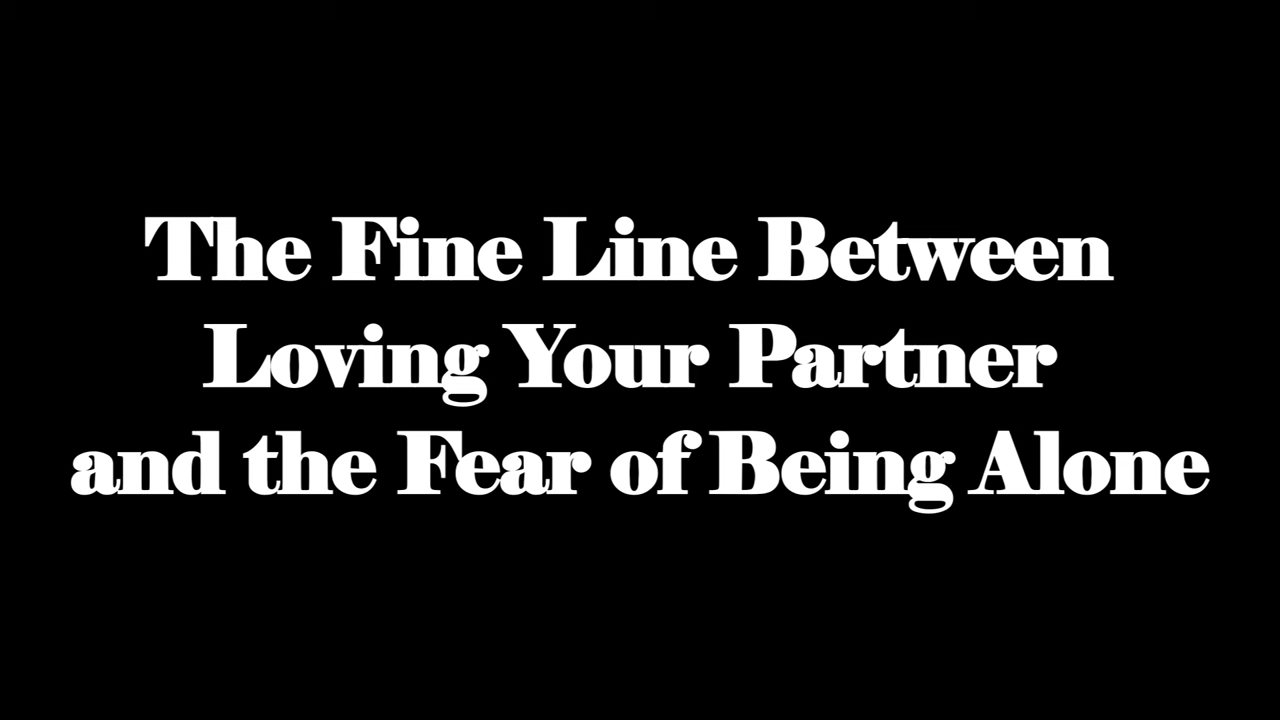 The Fine Line Between
Loving Your Partner
and the Fear of Being Alone